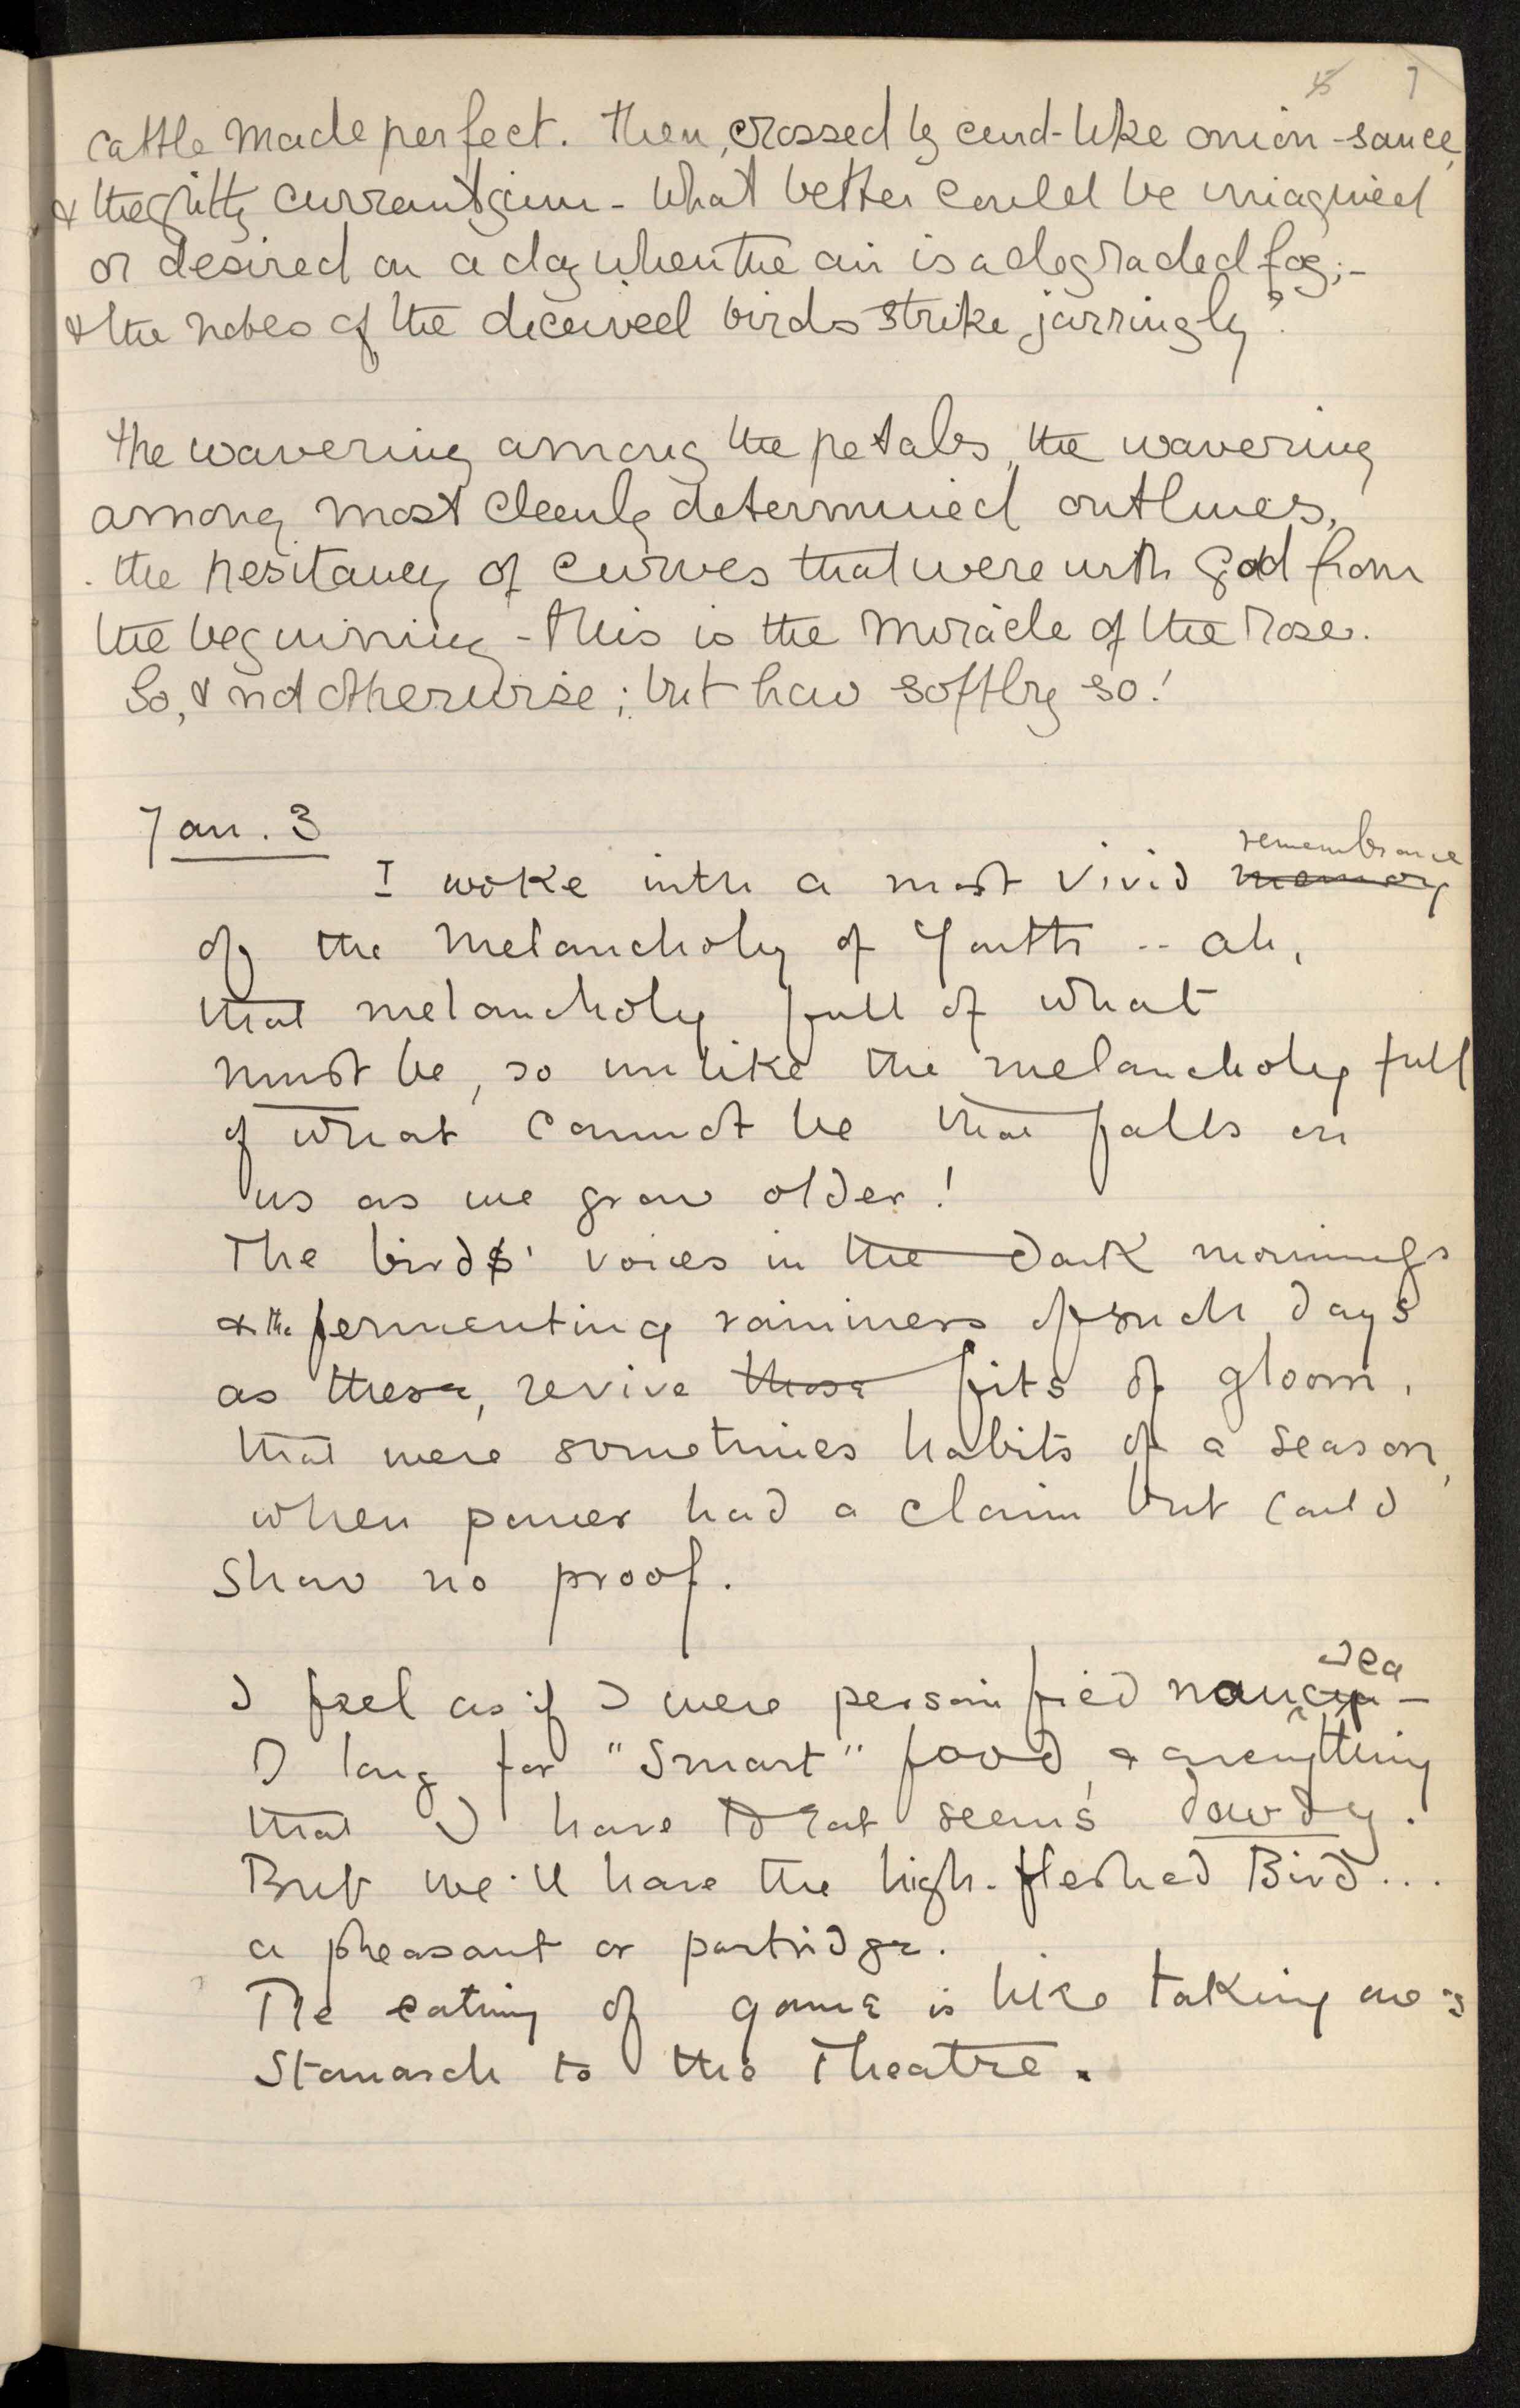 7
cattle made perfect. Then, crossed by curd-like onion-sauce,
& the gritty currant gum - what better could be imagined
or desired on a day when the air is a degraded fog; -
& the notes of the deceived birds strike jarringly?
The wavering among the petals, the wavering
among most cleanly determined outlines,
the hesitancy of curves that were with God from
the beginning - this is the miracle of the rose.
So, & not otherwise; but how softly so!
Jan. 3
remembrance
I woke with a most vivid memory
of the melancholy of Youth -- ah,
that melancholy full of what
must be, so unlike the melancholy full
of what cannot be that falls on
us as we grow older!
The birds' voices in the dark mornings
& the fermenting raininess of such days
as these, revive those fits of gloom,
that were sometimes habits of a season,
when power had a claim but could
show no proof.
sea
I feel as if I were personified nau -
I long for "smart" food, & everything
that I have to eat seems dowdy.
But we'll have the high-fleshed Bird...
a pheasant or partridge.
The eating of game is like taking one's
stomach to the Theatre.